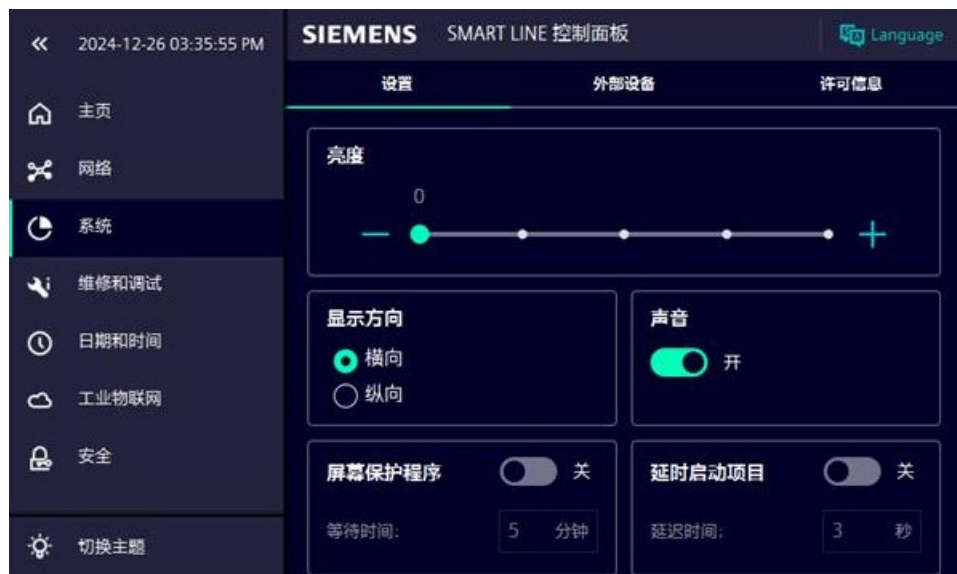 2024-12-26 03:35:55 PM
SIEMENS SMART LINE 控制面板
Language
设置 外部设备 许可信息
主页
网络
系统
维修和调试
日期和时间
工业物联网
安全
切换主题
亮度
0
显示方向
横向
纵向
声音
开
屏幕保护程序 关
等待时间: 5 分钟
延时启动项目 关
延迟时间: 3 秒